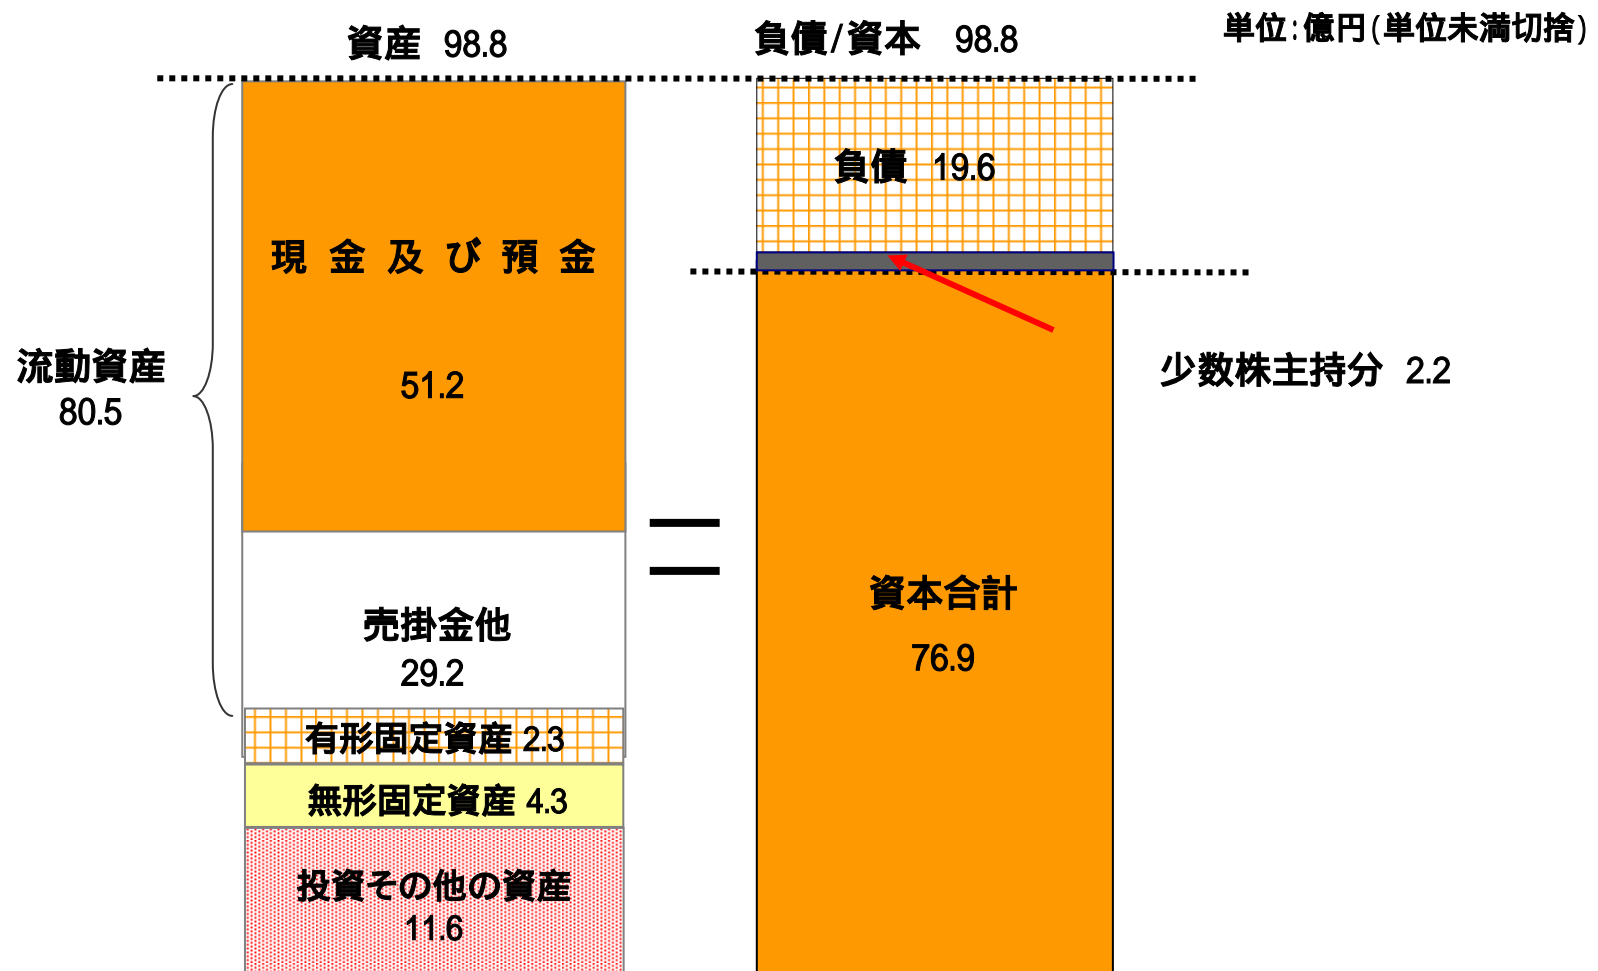 単位:億円(単位未満切捨)
資産 98.8
負債/資本 98.8
現金及び預金
51.2
流動資産
80.5
売掛金他
29.2
有形固定資産 2.3
無形固定資産 4.3
投資その他の資産
11.6
負債 19.6
少数株主持分 2.2
資本合計
76.9
=